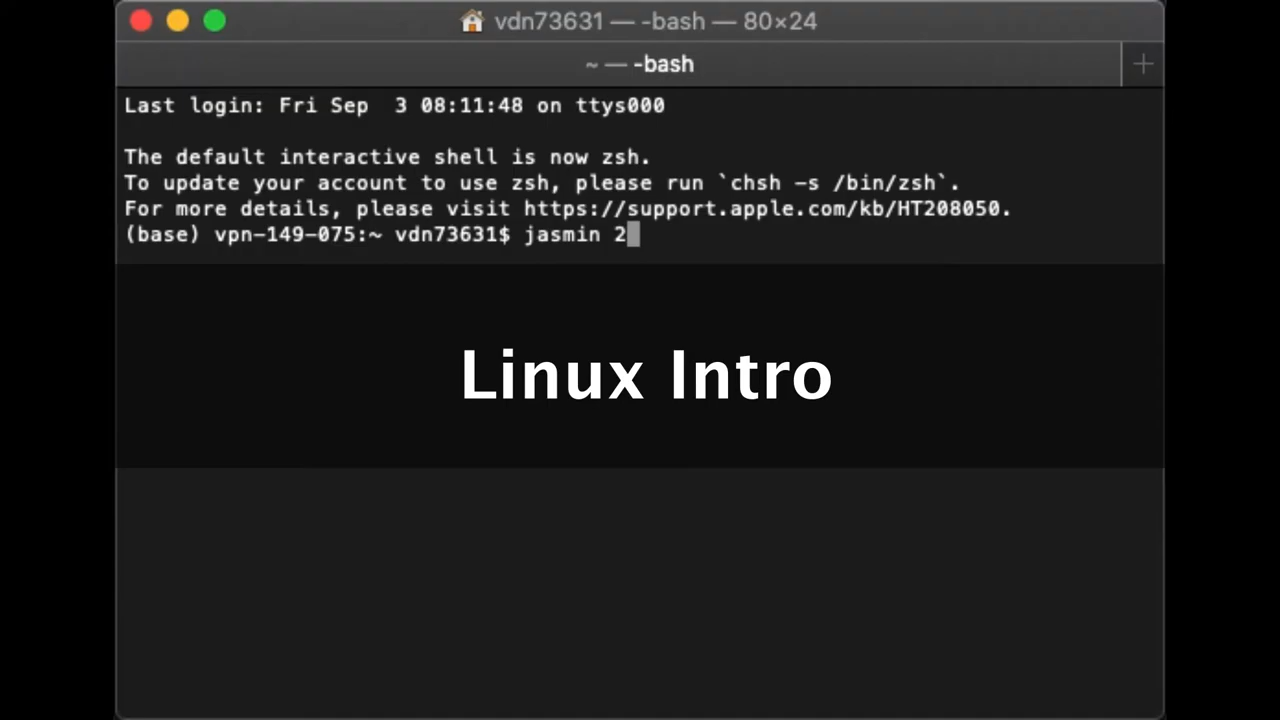 vdn73631 — -bash — 80×24
~ — -bash
Last login: Fri Sep  3 08:11:48 on ttys000
The default interactive shell is now zsh.
To update your account to use zsh, please run `chsh -s /bin/zsh`.
For more details, please visit https://support.apple.com/kb/HT208050.
(base) vpn-149-075:~ vdn73631$ jasmin 2
Linux Intro